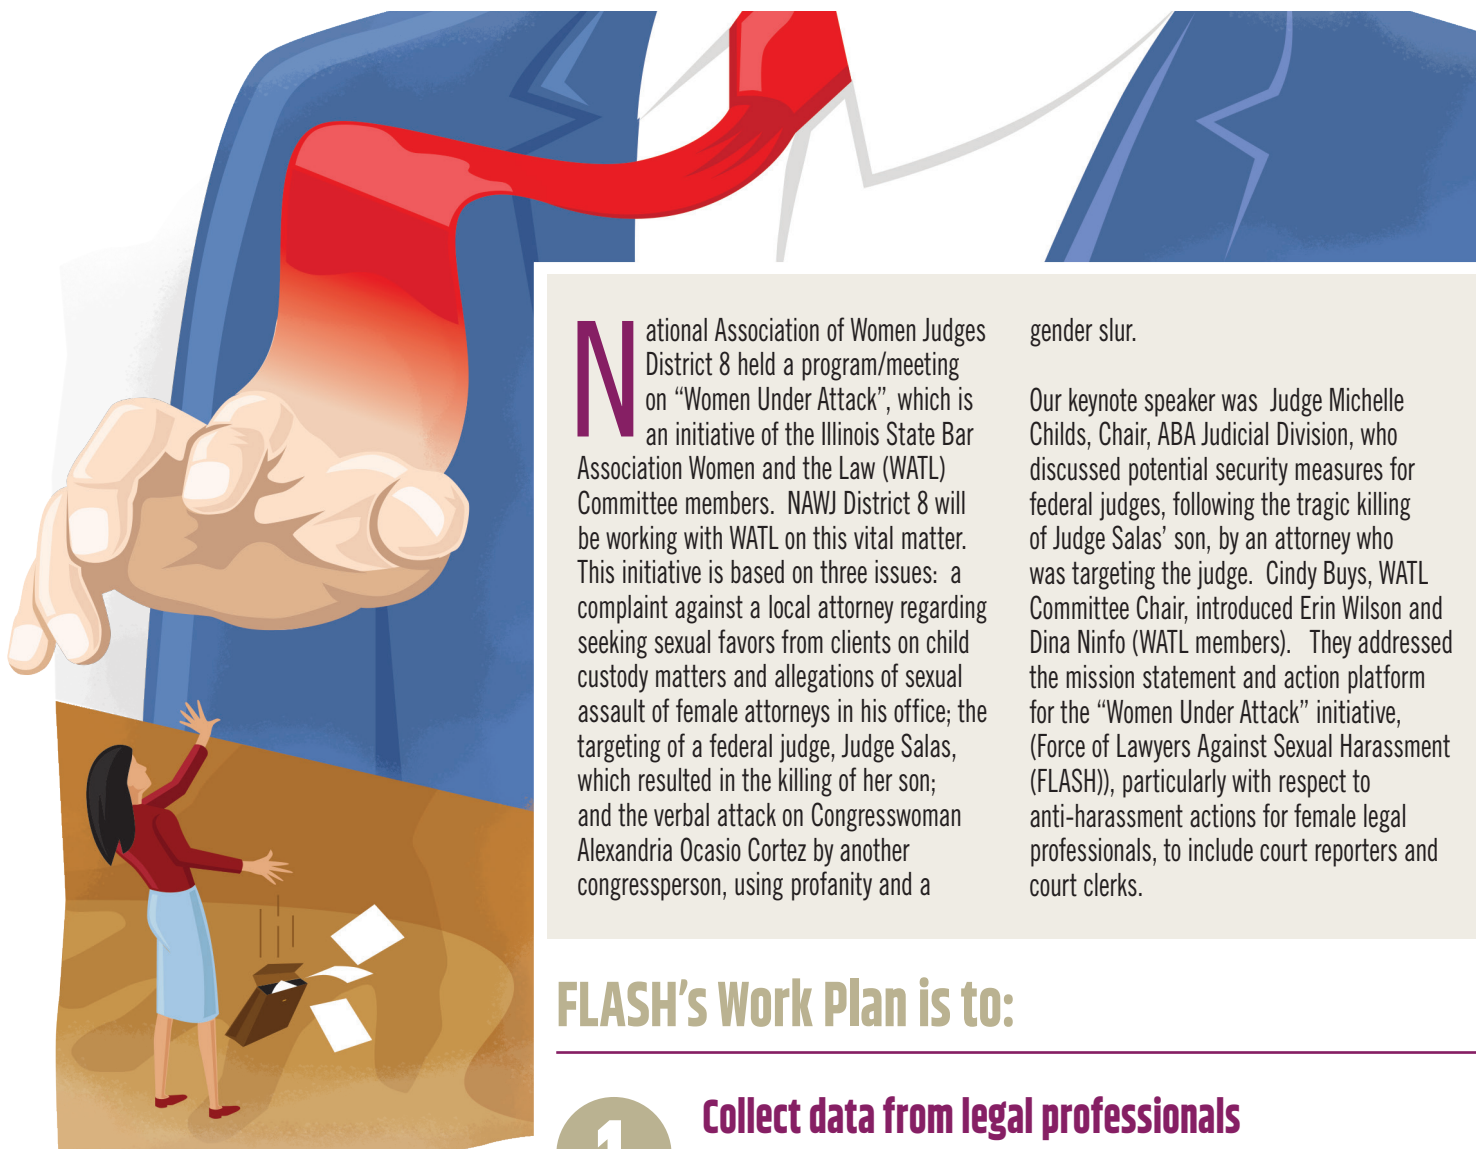 National Association of Women Judges
District 8 held a program/meeting
on “Women Under Attack”, which is
an initiative of the Illinois State Bar
Association Women and the Law (WATL)
Committee members. NAWJ District 8 will
be working with WATL on this vital matter.
This initiative is based on three issues: a
complaint against a local attorney regarding
seeking sexual favors from clients on child
custody matters and allegations of sexual
assault of female attorneys in his office; the
targeting of a federal judge, Judge Salas,
which resulted in the killing of her son;
and the verbal attack on Congresswoman
Alexandria Ocasio Cortez by another
congressperson, using profanity and a
gender slur.
Our keynote speaker was Judge Michelle
Childs, Chair, ABA Judicial Division, who
discussed potential security measures for
federal judges, following the tragic killing
of Judge Salas’ son, by an attorney who
was targeting the judge. Cindy Buys, WATL
Committee Chair, introduced Erin Wilson and
Dina Ninfo (WATL members). They addressed
the mission statement and action platform
for the “Women Under Attack” initiative,
(Force of Lawyers Against Sexual Harassment
(FLASH)), particularly with respect to
anti-harassment actions for female legal
professionals, to include court reporters and
court clerks.
FLASH’s Work Plan is to:
1
Collect data from legal professionals